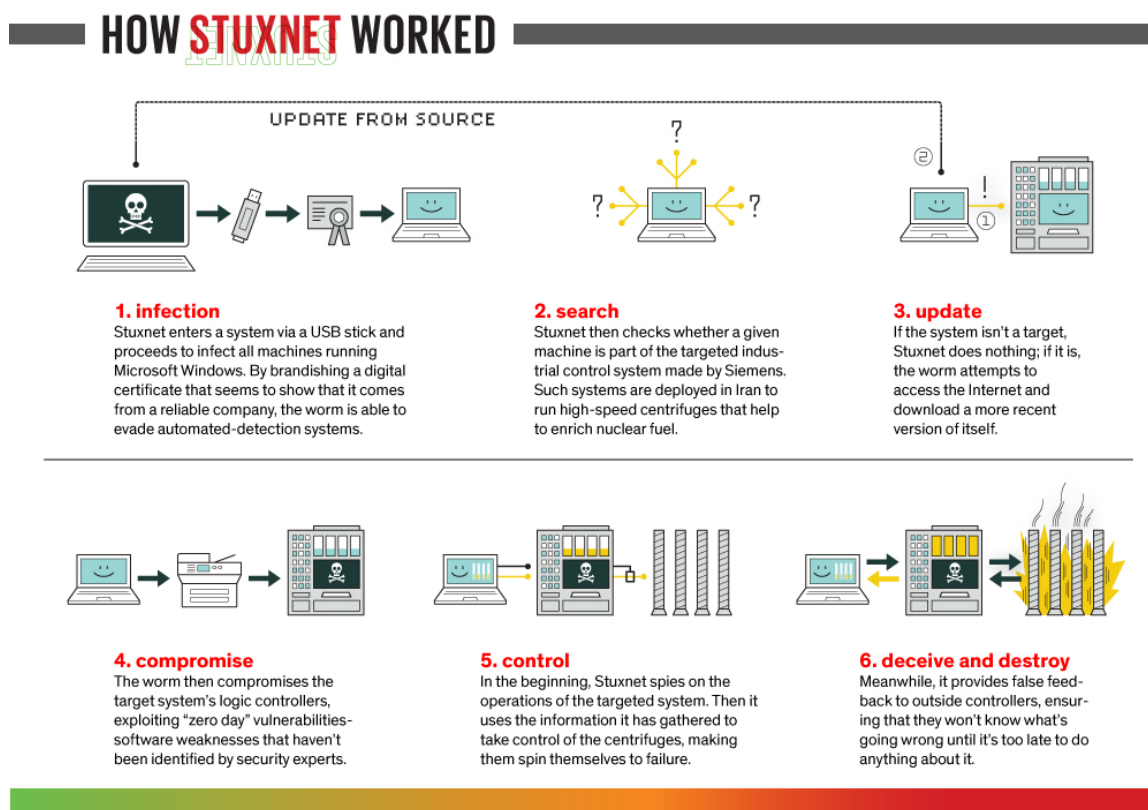 HOW STUXNET WORKED
UPDATE FROM SOURCE
?
?
?
2
!
1
1. infection
Stuxnet enters a system via a USB stick and
proceeds to infect all machines running
Microsoft Windows. By brandishing a digital
certificate that seems to show that it comes
from a reliable company, the worm is able to
evade automated-detection systems.
2. search
Stuxnet then checks whether a given
machine is part of the targeted indus-
trial control system made by Siemens.
Such systems are deployed in Iran to
run high-speed centrifuges that help
to enrich nuclear fuel.
3. update
If the system isn't a target,
Stuxnet does nothing; if it is,
the worm attempts to
access the Internet and
download a more recent
version of itself.
4. compromise
The worm then compromises the
target system's logic controllers,
exploiting “zero day” vulnerabilities-
software weaknesses that haven't
been identified by security experts.
5. control
In the beginning, Stuxnet spies on the
operations of the targeted system. Then it
uses the information it has gathered to
take control of the centrifuges, making
them spin themselves to failure.
6. deceive and destroy
Meanwhile, it provides false feed-
back to outside controllers, ensur-
ing that they won't know what's
going wrong until it's too late to do
anything about it.